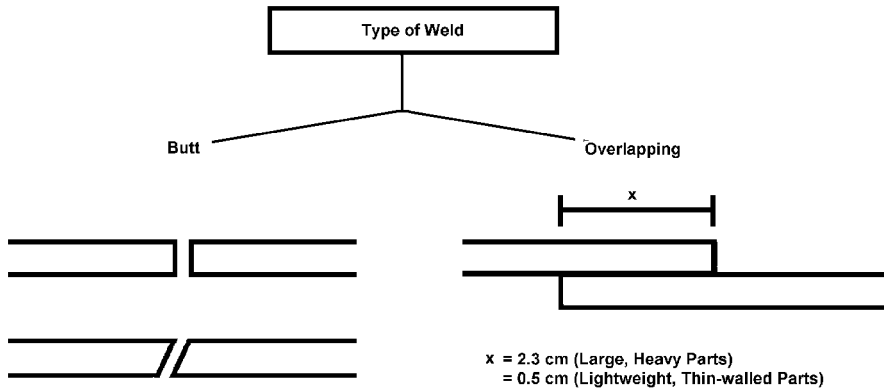 Type of Weld
Butt
Overlapping
x
x = 2.3 cm (Large, Heavy Parts)
= 0.5 cm (Lightweight, Thin-walled Parts)